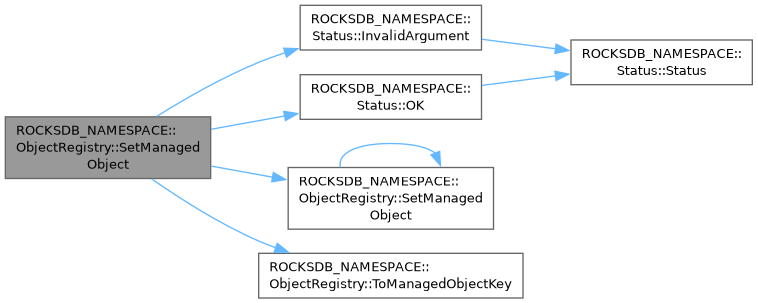 ROCKSDB_NAMESPACE::
ObjectRegistry::SetManaged
Object
ROCKSDB_NAMESPACE::
Status::InvalidArgument
ROCKSDB_NAMESPACE::
Status::Status
ROCKSDB_NAMESPACE::
Status::OK
ROCKSDB_NAMESPACE::
ObjectRegistry::SetManaged
Object
ROCKSDB_NAMESPACE::
ObjectRegistry::ToManagedObjectKey